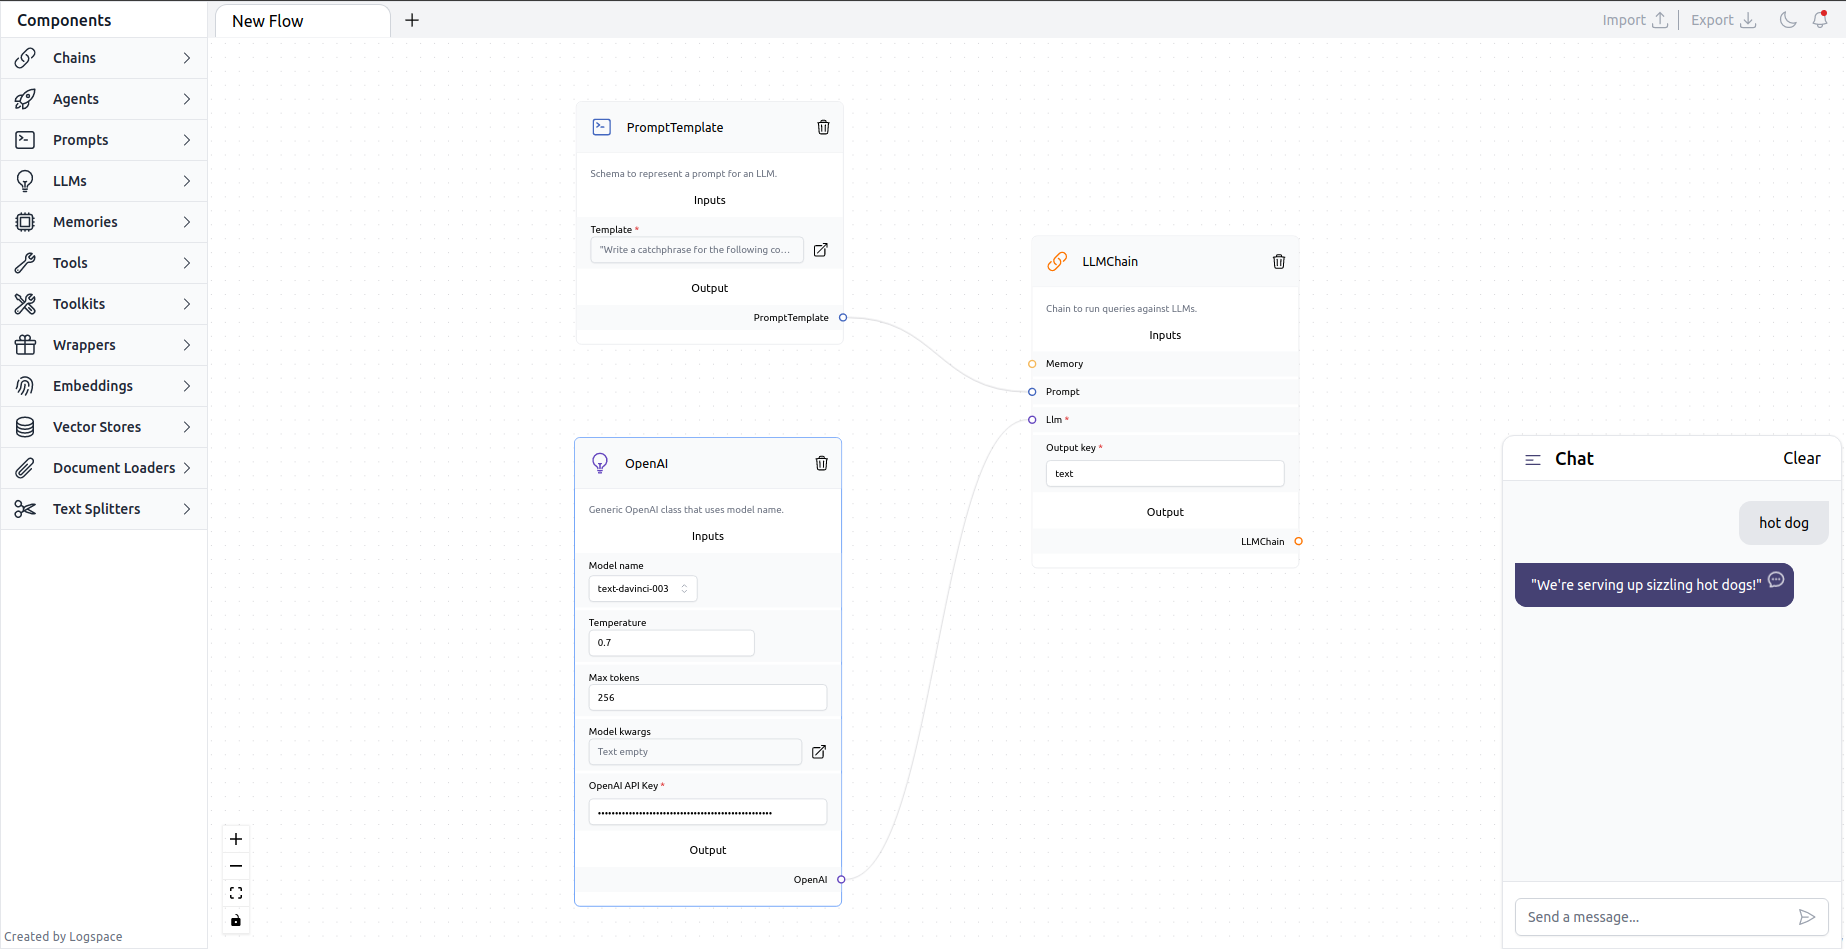 Components
New Flow
Import
Export
Chains
Agents
Prompts
LLMs
Memories
Tools
Toolkits
Wrappers
Embeddings
Vector Stores
Document Loaders
Text Splitters
Created by Logspace
PromptTemplate
Schema to represent a prompt for an LLM.
Inputs
Template *
"Write a catchphrase for the following co...
Output
PromptTemplate
OpenAI
Generic OpenAI class that uses model name.
Inputs
Model name
text-davinci-003
Temperature
0.7
Max tokens
256
Model kwargs
Text empty
OpenAI API Key *
Output
OpenAI
LLMChain
Chain to run queries against LLMs.
Inputs
Memory
Prompt
Llm *
Output key *
text
Output
LLMChain
Chat
Clear
hot dog
"We're serving up sizzling hot dogs!"
Send a message...